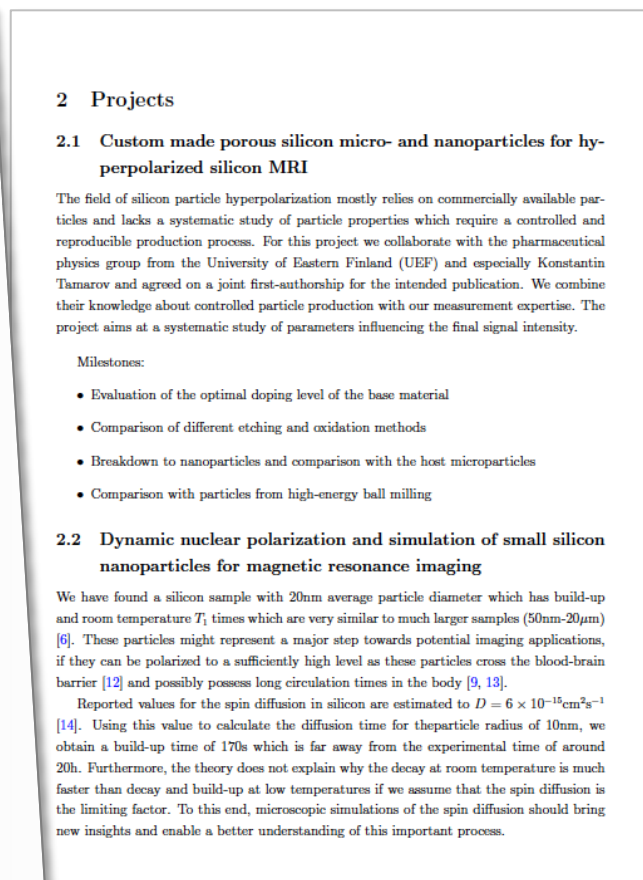 2 Projects
2.1 Custom made porous silicon micro- and nanoparticles for hy-
perpolarized silicon MRI
The field of silicon particle hyperpolarization mostly relies on commercially available par-
ticles and lacks a systematic study of particle properties which require a controlled and
reproducible production process. For this project we collaborate with the pharmaceutical
physics group from the University of Eastern Finland (UEF) and especially Konstantin
Tamarov and agreed on a joint first-authorship for the intended publication. We combine
their knowledge about controlled particle production with our measurement expertise. The
project aims at a systematic study of parameters influencing the final signal intensity.
Milestones:
• Evaluation of the optimal doping level of the base material
• Comparison of different etching and oxidation methods
• Breakdown to nanoparticles and comparison with the host microparticles
• Comparison with particles from high-energy ball milling
2.2 Dynamic nuclear polarization and simulation of small silicon
nanoparticles for magnetic resonance imaging
We have found a silicon sample with 20nm average particle diameter which has build-up
and room temperature T₁ times which are very similar to much larger samples (50nm-20μm)
[6]. These particles might represent a major step towards potential imaging applications,
if they can be polarized to a sufficiently high level as these particles cross the blood-brain
barrier [12] and possibly possess long circulation times in the body [9, 13].
Reported values for the spin diffusion in silicon are estimated to D = 6 × 10⁻¹⁵cm²s⁻¹
[14]. Using this value to calculate the diffusion time for theparticle radius of 10nm, we
obtain a build-up time of 170s which is far away from the experimental time of around
20h. Furthermore, the theory does not explain why the decay at room temperature is much
faster than decay and build-up at low temperatures if we assume that the spin diffusion is
the limiting factor. To this end, microscopic simulations of the spin diffusion should bring
new insights and enable a better understanding of this important process.